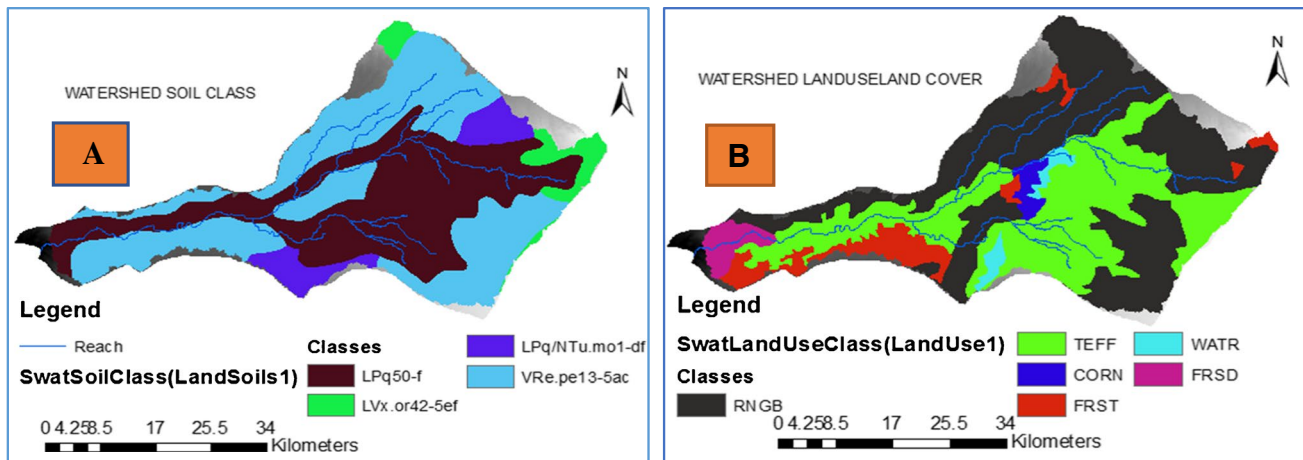 WATERSHED SOIL CLASS
N
A
Legend
Reach
SwatSoilClass(LandSoils1)
Classes
LPq50-f
LVx.or42-5ef
LPq/NTu.mo1-df
VRe.pe13-5ac
0 4.25 8.5 17 25.5 34
Kilometers
WATERSHED LANDUSELAND COVER
N
B
Legend
SwatLandUseClass(LandUse1)
Classes
RNGB
TEFF
CORN
FRST
WATR
FRSD
0 4.25 8.5 17 25.5 34
Kilometers